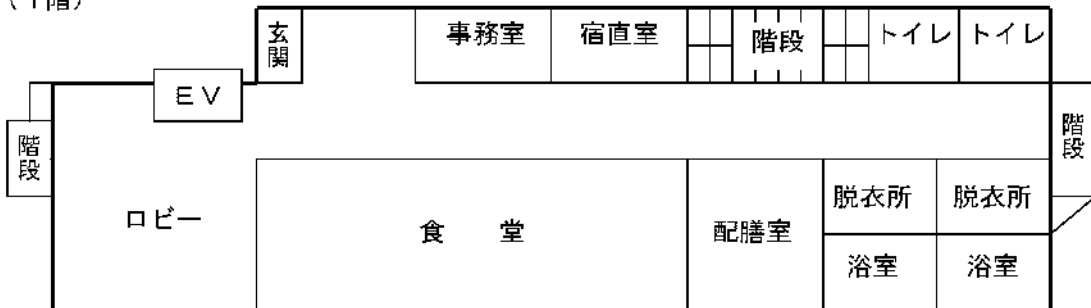 （１階）
玄関
事務室
宿直室
階段
トイレ
トイレ
ＥＶ
階段
階段
ロビー
食　堂
配膳室
脱衣所
脱衣所
浴室
浴室